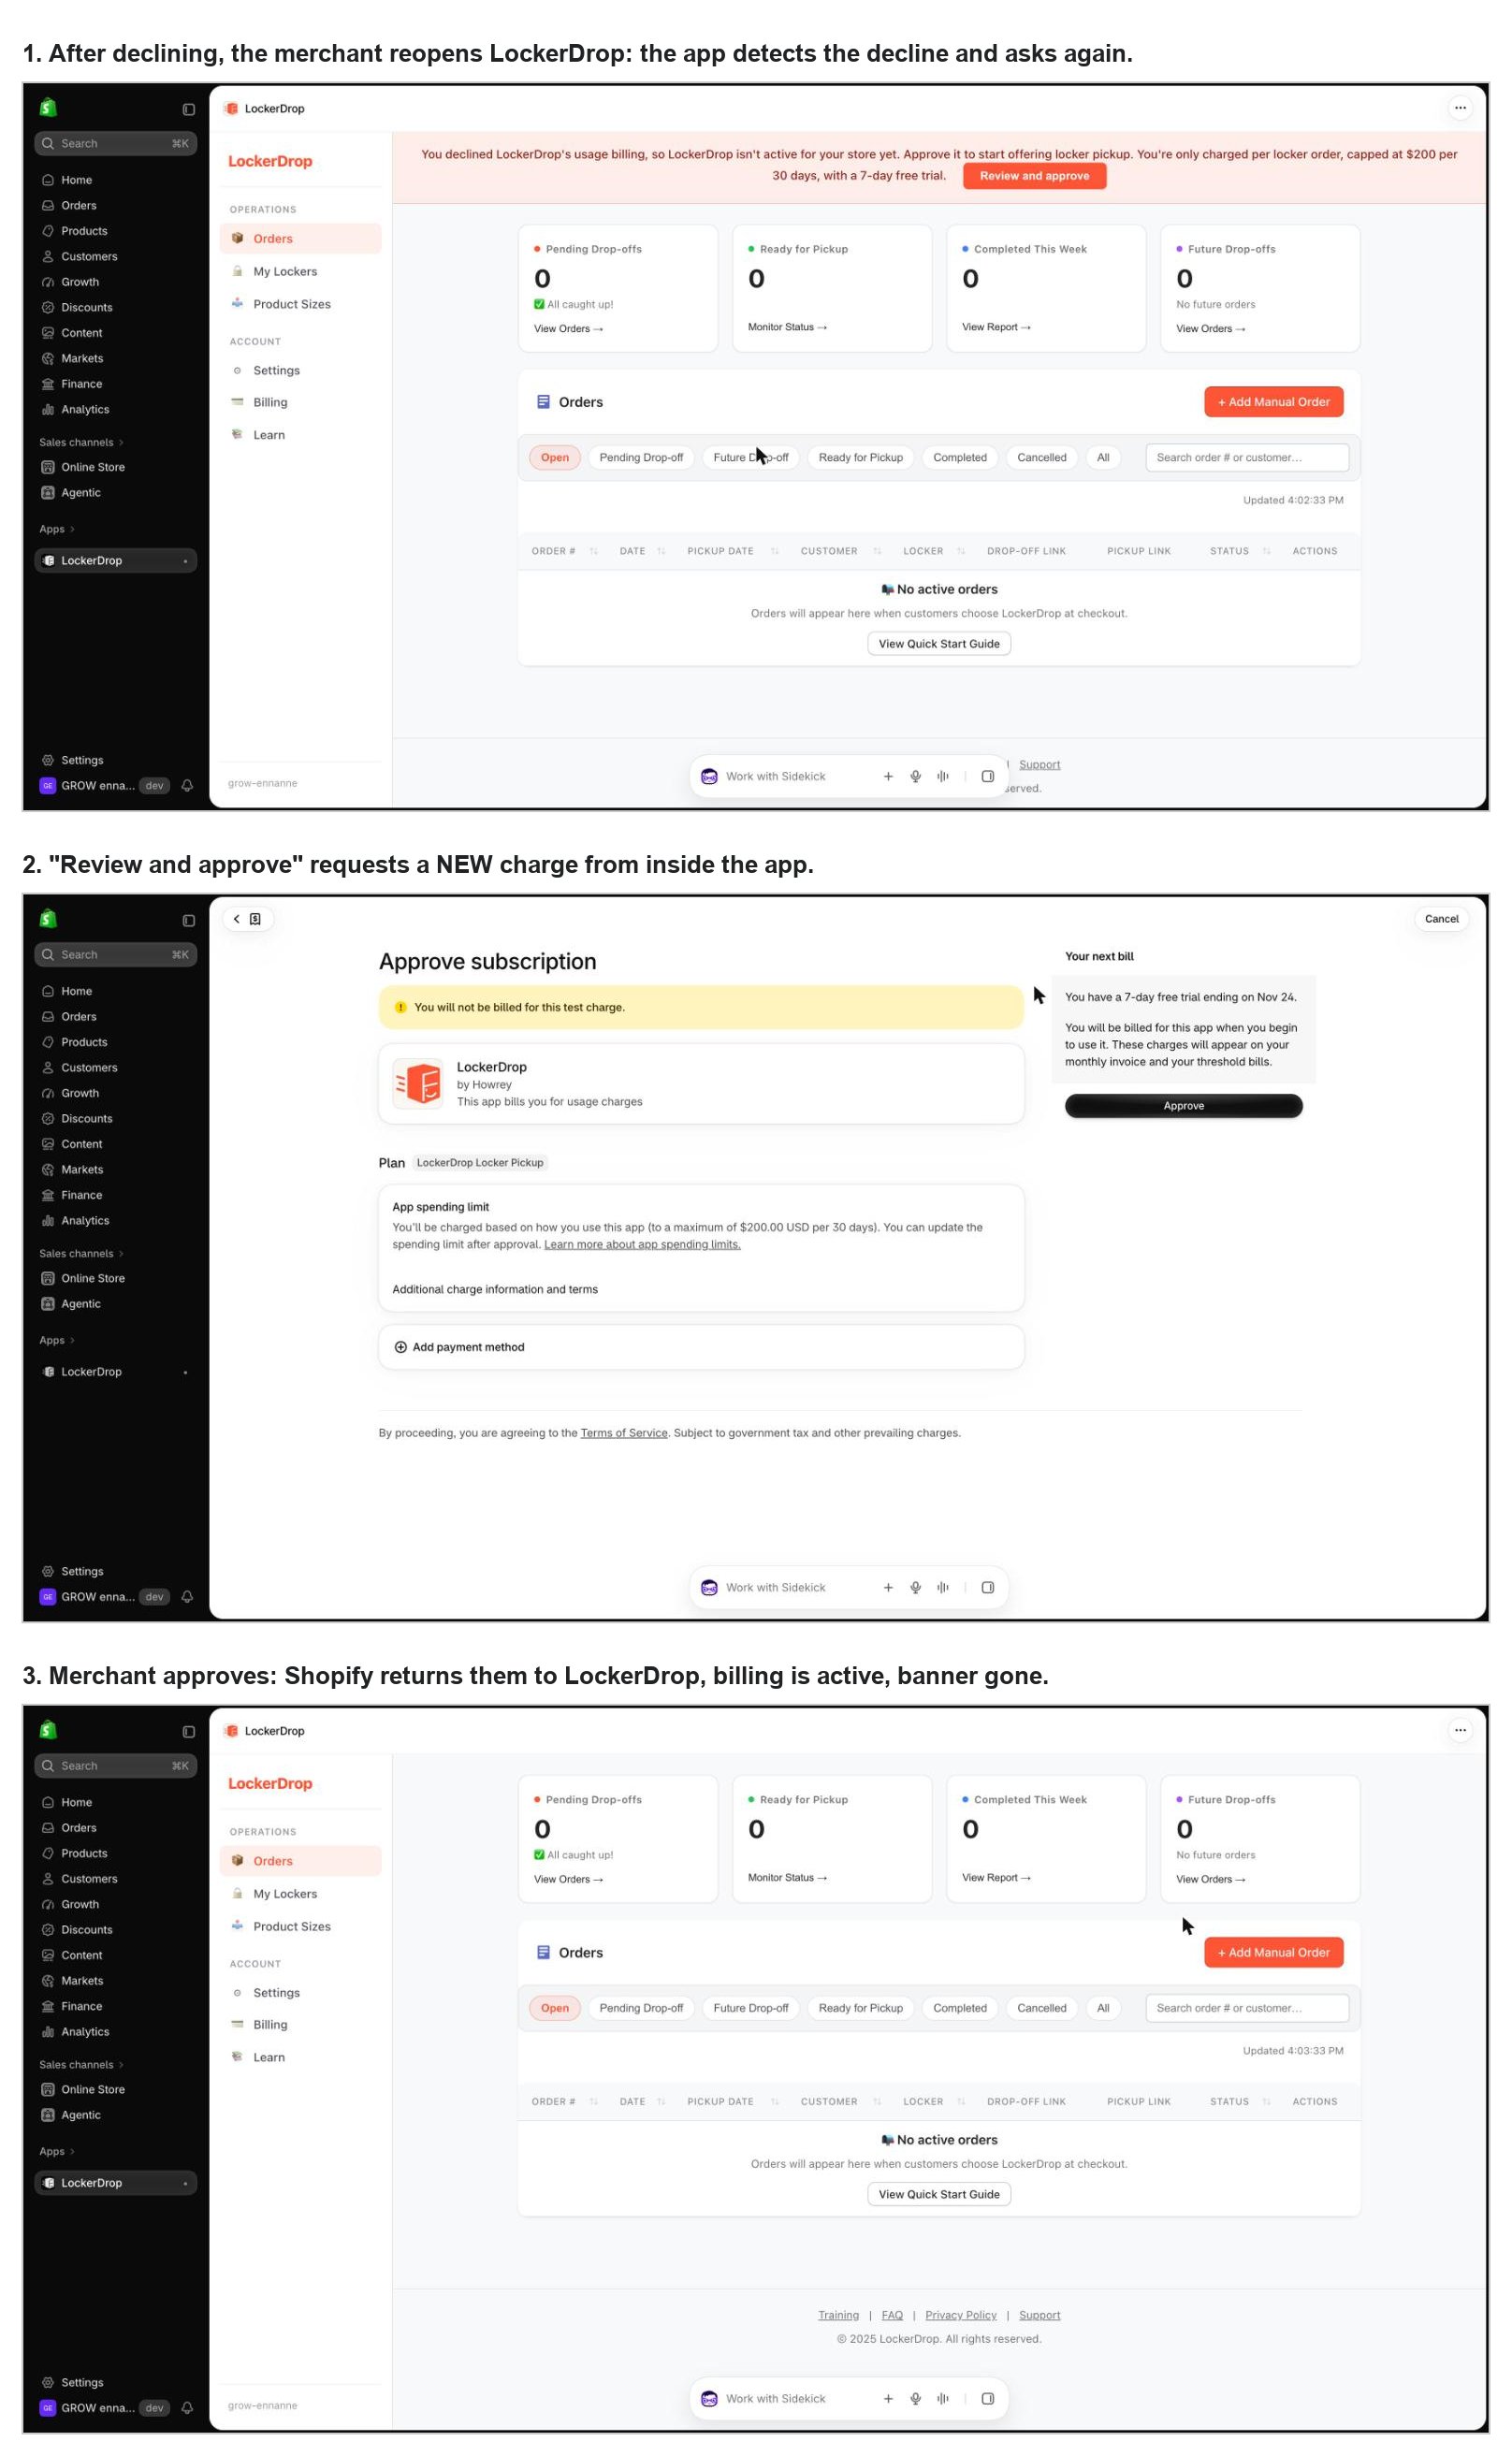 1. After declining, the merchant reopens LockerDrop: the app detects the decline and asks again.
LockerDrop
Search ⌘K
Home
Orders
Products
Customers
Growth
Discounts
Content
Markets
Finance
Analytics
Sales channels >
Online Store
Agentic
Apps >
LockerDrop
Settings
GE GROW enna... dev
LockerDrop
OPERATIONS
Orders
My Lockers
Product Sizes
ACCOUNT
Settings
Billing
Learn
grow-ennanne
You declined LockerDrop's usage billing, so LockerDrop isn't active for your store yet. Approve it to start offering locker pickup. You're only charged per locker order, capped at $200 per
30 days, with a 7-day free trial. Review and approve
Pending Drop-offs
0
All caught up!
View Orders →
Ready for Pickup
0
Monitor Status →
Completed This Week
0
View Report →
Future Drop-offs
0
No future orders
View Orders →
Orders
+ Add Manual Order
Open Pending Drop-off Future Drop-off Ready for Pickup Completed Cancelled All Search order # or customer...
Updated 4:02:33 PM
ORDER # DATE PICKUP DATE CUSTOMER LOCKER DROP-OFF LINK PICKUP LINK STATUS ACTIONS
No active orders
Orders will appear here when customers choose LockerDrop at checkout.
View Quick Start Guide
| Support
Work with Sidekick
erved.
2. "Review and approve" requests a NEW charge from inside the app.
Search ⌘K
Home
Orders
Products
Customers
Growth
Discounts
Content
Markets
Finance
Analytics
Sales channels >
Online Store
Agentic
Apps >
LockerDrop
Settings
GE GROW enna... dev
Cancel
Approve subscription
You will not be billed for this test charge.
LockerDrop
by Howrey
This app bills you for usage charges
Plan LockerDrop Locker Pickup
App spending limit
You'll be charged based on how you use this app (to a maximum of $200.00 USD per 30 days). You can update the
spending limit after approval. Learn more about app spending limits.
Additional charge information and terms
Add payment method
By proceeding, you are agreeing to the Terms of Service. Subject to government tax and other prevailing charges.
Your next bill
You have a 7-day free trial ending on Nov 24.
You will be billed for this app when you begin
to use it. These charges will appear on your
monthly invoice and your threshold bills.
Approve
Work with Sidekick
3. Merchant approves: Shopify returns them to LockerDrop, billing is active, banner gone.
LockerDrop
Search ⌘K
Home
Orders
Products
Customers
Growth
Discounts
Content
Markets
Finance
Analytics
Sales channels >
Online Store
Agentic
Apps >
LockerDrop
Settings
GE GROW enna... dev
LockerDrop
OPERATIONS
Orders
My Lockers
Product Sizes
ACCOUNT
Settings
Billing
Learn
grow-ennanne
Pending Drop-offs
0
All caught up!
View Orders →
Ready for Pickup
0
Monitor Status →
Completed This Week
0
View Report →
Future Drop-offs
0
No future orders
View Orders →
Orders
+ Add Manual Order
Open Pending Drop-off Future Drop-off Ready for Pickup Completed Cancelled All Search order # or customer...
Updated 4:03:33 PM
ORDER # DATE PICKUP DATE CUSTOMER LOCKER DROP-OFF LINK PICKUP LINK STATUS ACTIONS
No active orders
Orders will appear here when customers choose LockerDrop at checkout.
View Quick Start Guide
Training | FAQ | Privacy Policy | Support
© 2025 LockerDrop. All rights reserved.
Work with Sidekick